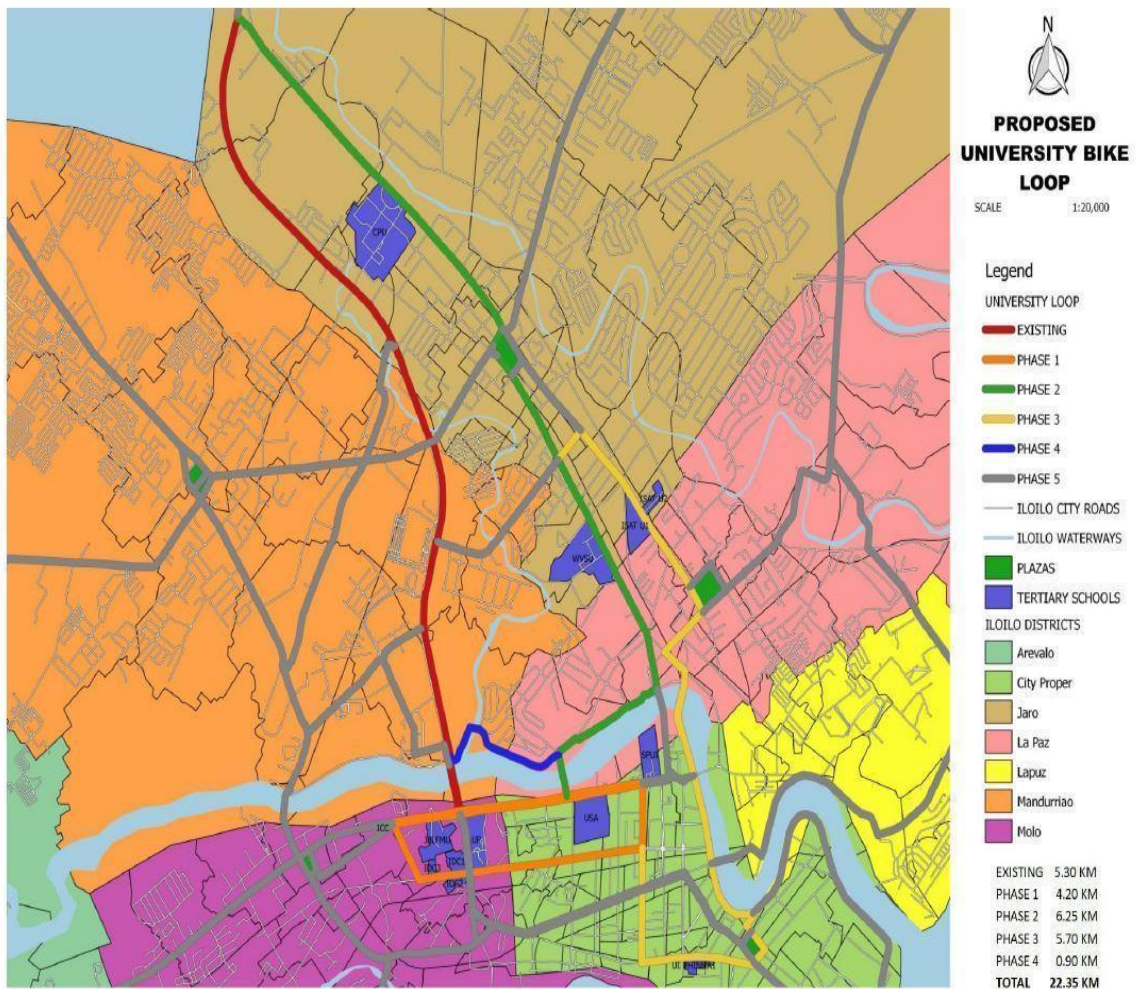 N
PROPOSED
UNIVERSITY BIKE
LOOP
SCALE 1:20,000
Legend
UNIVERSITY LOOP
EXISTING
PHASE 1
PHASE 2
PHASE 3
PHASE 4
PHASE 5
ILOILO CITY ROADS
ILOILO WATERWAYS
PLAZAS
TERTIARY SCHOOLS
ILOILO DISTRICTS
Arevalo
City Proper
Jaro
La Paz
Lapuz
Mandurriao
Molo
EXISTING 5.30 KM
PHASE 1 4.20 KM
PHASE 2 6.25 KM
PHASE 3 5.70 KM
PHASE 4 0.90 KM
TOTAL 22.35 KM
CPU
ISAT U2
ISAT U1
WVSU
SPU
USA
ICC
UP